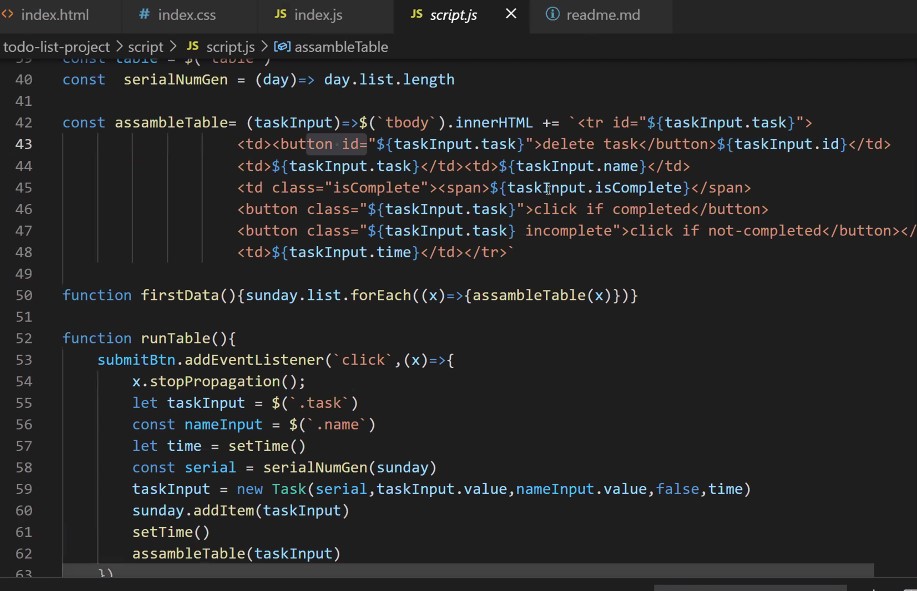 index.html # index.css JS index.js JS script.js readme.md
todo-list-project > script > JS script.js > assambleTable
39 const table = $(`table`)
40 const  serialNumGen = (day)=> day.list.length
41
42 const assambleTable= (taskInput)=>$(`tbody`).innerHTML += `<tr id="${taskInput.task}">
43 <td><button id="${taskInput.task}">delete task</button>${taskInput.id}</td>
44 <td>${taskInput.task}</td><td>${taskInput.name}</td>
45 <td class="isComplete"><span>${taskInput.isComplete}</span>
46 <button class="${taskInput.task}">click if completed</button>
47 <button class="${taskInput.task} incomplete">click if not-completed</button></
48 <td>${taskInput.time}</td></tr>`
49
50 function firstData(){sunday.list.forEach((x)=>{assambleTable(x)})}
51
52 function runTable(){
53 submitBtn.addEventListener(`click`,(x)=>{
54 x.stopPropagation();
55 let taskInput = $(`.task`)
56 const nameInput = $(`.name`)
57 let time = setTime()
58 const serial = serialNumGen(sunday)
59 taskInput = new Task(serial,taskInput.value,nameInput.value,false,time)
60 sunday.addItem(taskInput)
61 setTime()
62 assambleTable(taskInput)
63 })